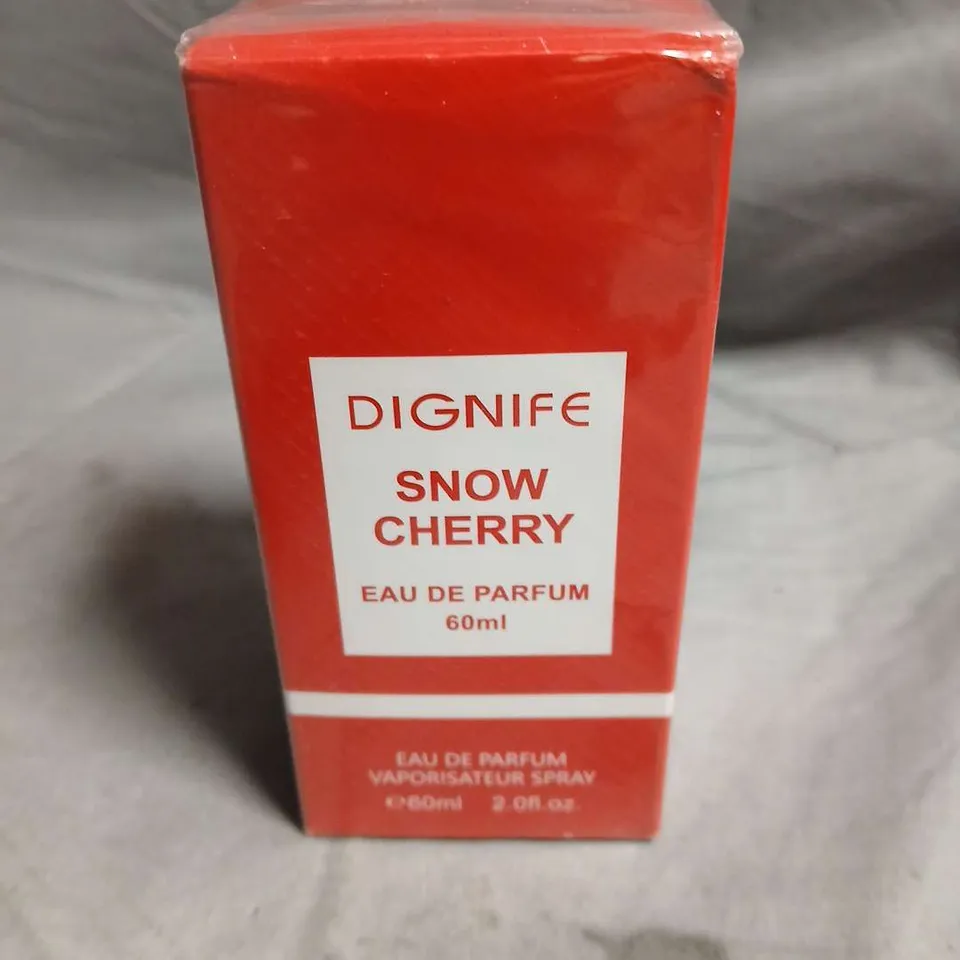 DIGNIFE
SNOW
CHERRY
EAU DE PARFUM
60ml
EAU DE PARFUM
VAPORISATEUR SPRAY
℮60ml 2.0fl.oz.